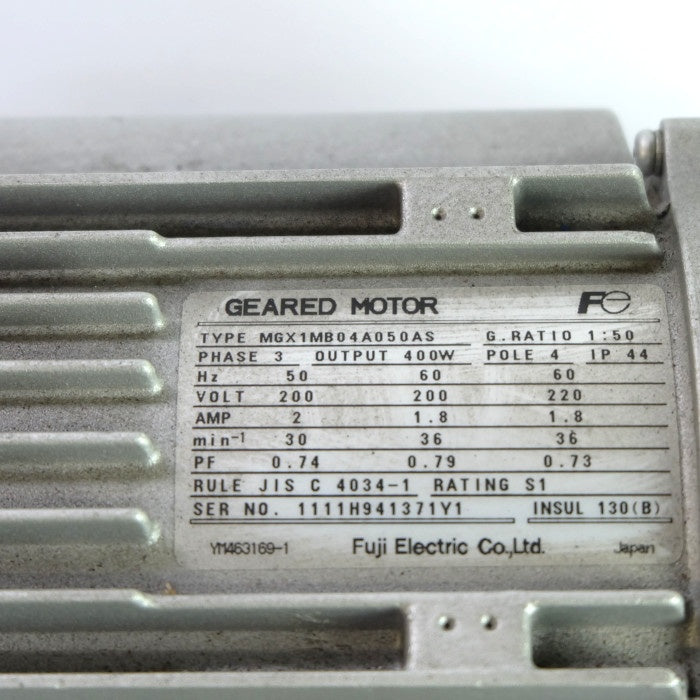 GEARED MOTOR Fe
TYPE MGX1MB04A050AS G.RATIO 1:50
PHASE 3 OUTPUT 400W POLE 4 IP 44
Hz 50 60 60
VOLT 200 200 220
AMP 2 1.8 1.8
min-1 30 36 36
PF 0.74 0.79 0.73
RULE JIS C 4034-1 RATING S1
SER NO. 1111H941371Y1 INSUL 130(B)
YM463169-1 Fuji Electric Co.,Ltd. Japan